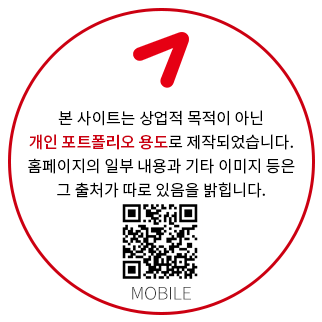 본 사이트는 상업적 목적이 아닌
개인 포트폴리오 용도로 제작되었습니다.
홈페이지의 일부 내용과 기타 이미지 등은
그 출처가 따로 있음을 밝힙니다.
MOBILE